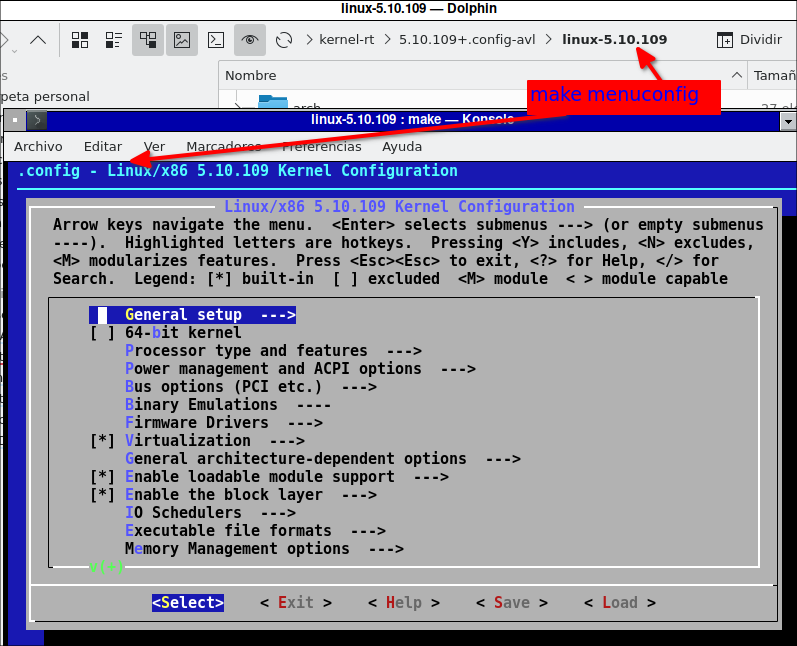 linux-5.10.109 — Dolphin
kernel-rt > 5.10.109+.config-avl > linux-5.10.109 Dividir
Nombre Tamañ
peta personal
arch
make menuconfig
linux-5.10.109 : make — Konsole
Archivo Editar Ver Marcadores Preferencias Ayuda
.config - Linux/x86 5.10.109 Kernel Configuration
Linux/x86 5.10.109 Kernel Configuration
Arrow keys navigate the menu.  <Enter> selects submenus ---> (or empty submenus
----).  Highlighted letters are hotkeys.  Pressing <Y> includes, <N> excludes,
<M> modularizes features.  Press <Esc><Esc> to exit, <?> for Help, </> for
Search.  Legend: [*] built-in  [ ] excluded  <M> module  < > module capable
General setup  --->
[ ] 64-bit kernel
Processor type and features  --->
Power management and ACPI options  --->
Bus options (PCI etc.)  --->
Binary Emulations  ----
Firmware Drivers  --->
[*] Virtualization  --->
General architecture-dependent options  --->
[*] Enable loadable module support  --->
[*] Enable the block layer  --->
IO Schedulers  --->
Executable file formats  --->
Memory Management options  --->
v(+)
<Select>    < Exit >    < Help >    < Save >    < Load >